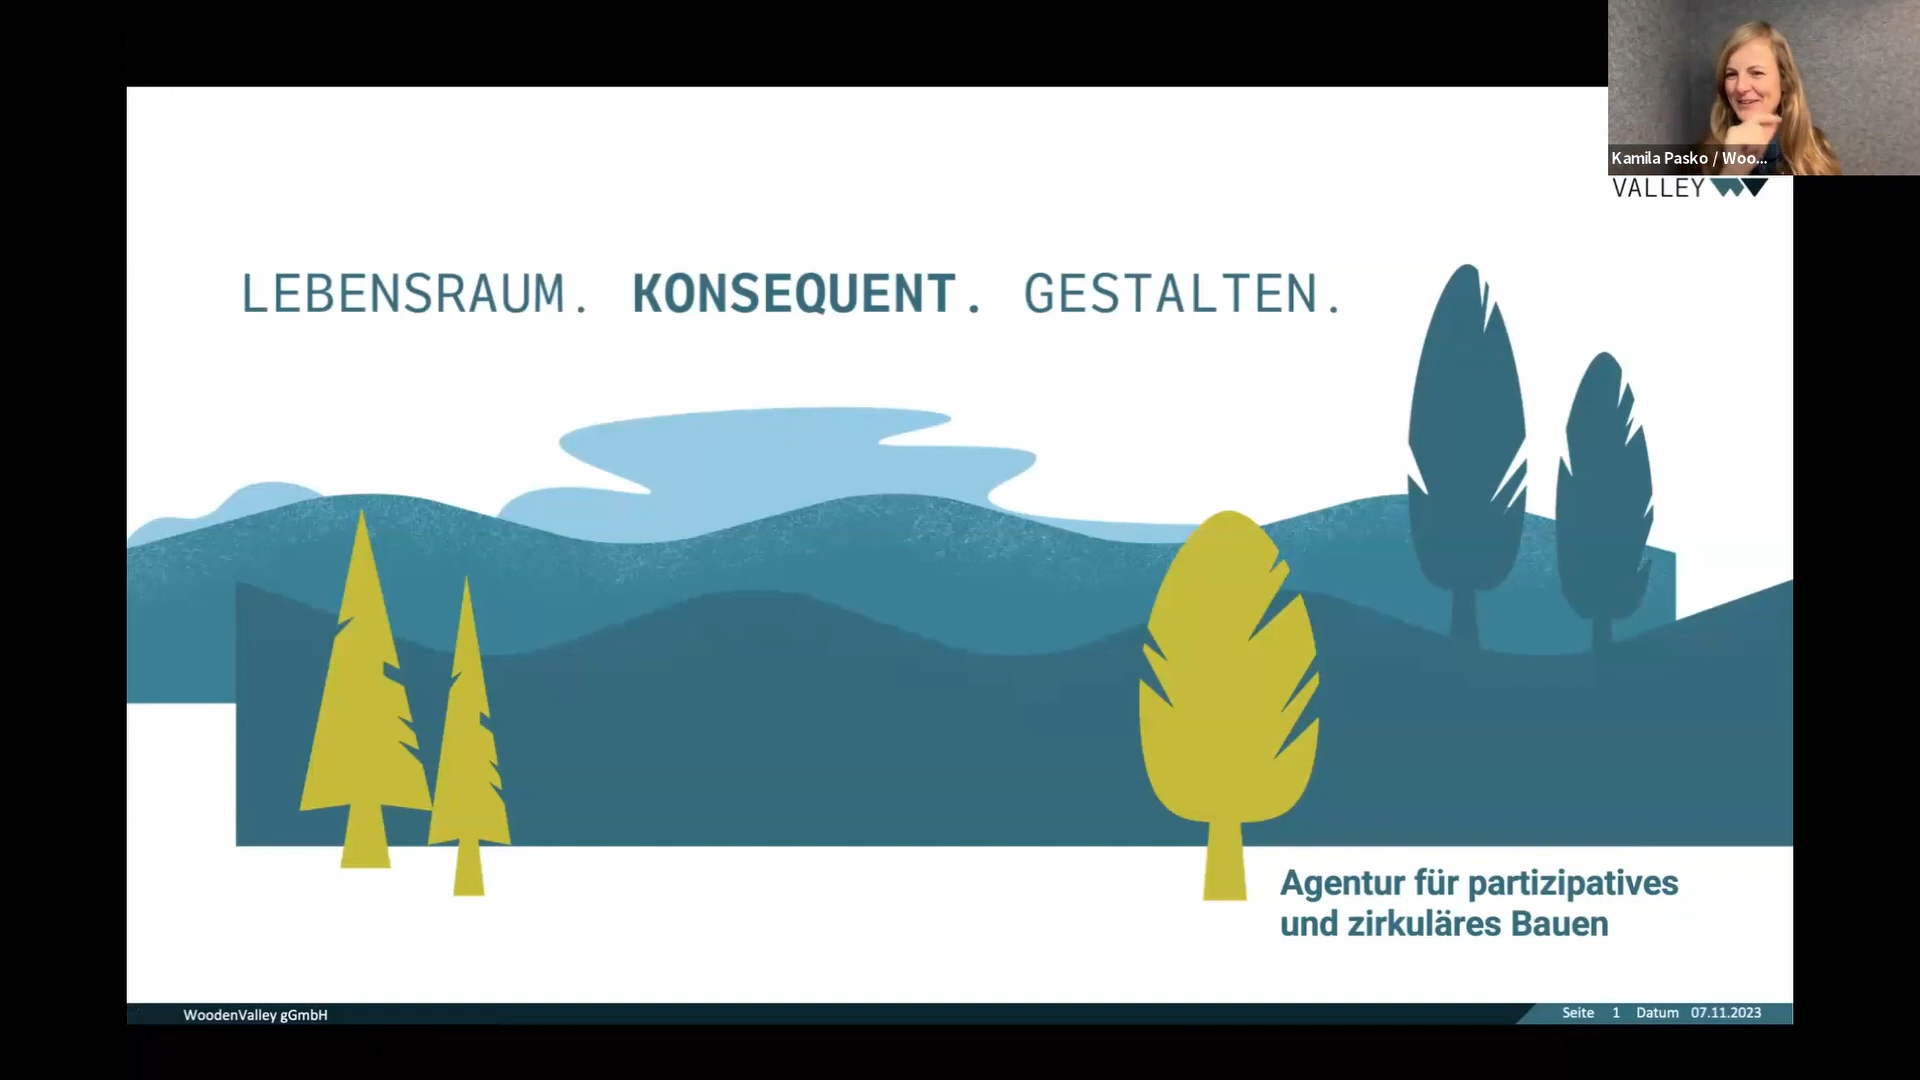 Kamila Pasko / Woo...
VALLEY
LEBENSRAUM. KONSEQUENT. GESTALTEN.
Agentur für partizipatives
und zirkuläres Bauen
WoodenValley gGmbH
Seite 1 Datum 07.11.2023